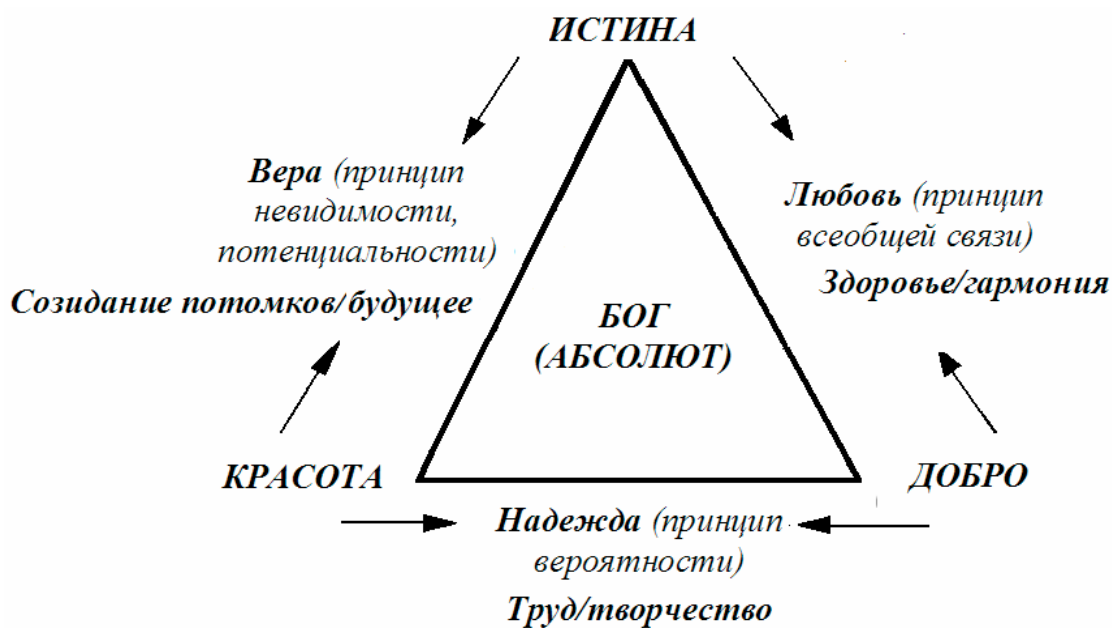 ИСТИНА
Вера (принцип
невидимости,
потенциальности)
Созидание потомков/будущее
Любовь (принцип
всеобщей связи)
Здоровье/гармония
БОГ
(АБСОЛЮТ)
КРАСОТА
ДОБРО
Надежда (принцип
вероятности)
Труд/творчество